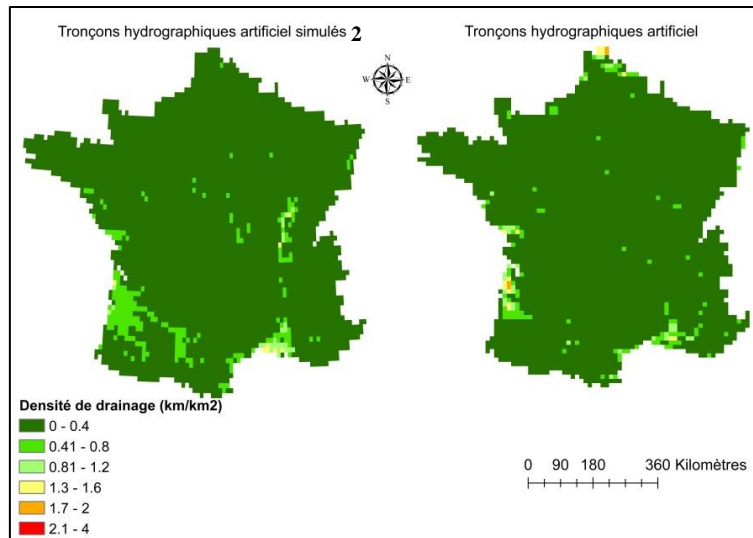 Tronçons hydrographiques artificiel simulés 2
Tronçons hydrographiques artificiel
N
W E
S
Densité de drainage (km/km2)
0 - 0.4
0.41 - 0.8
0.81 - 1.2
1.3 - 1.6
1.7 - 2
2.1 - 4
0 90 180 360 Kilomètres